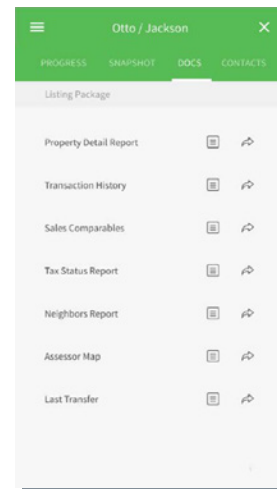 Otto / Jackson
PROGRESS SNAPSHOT DOCS CONTACTS
Listing Package
Property Detail Report
Transaction History
Sales Comparables
Tax Status Report
Neighbors Report
Assessor Map
Last Transfer